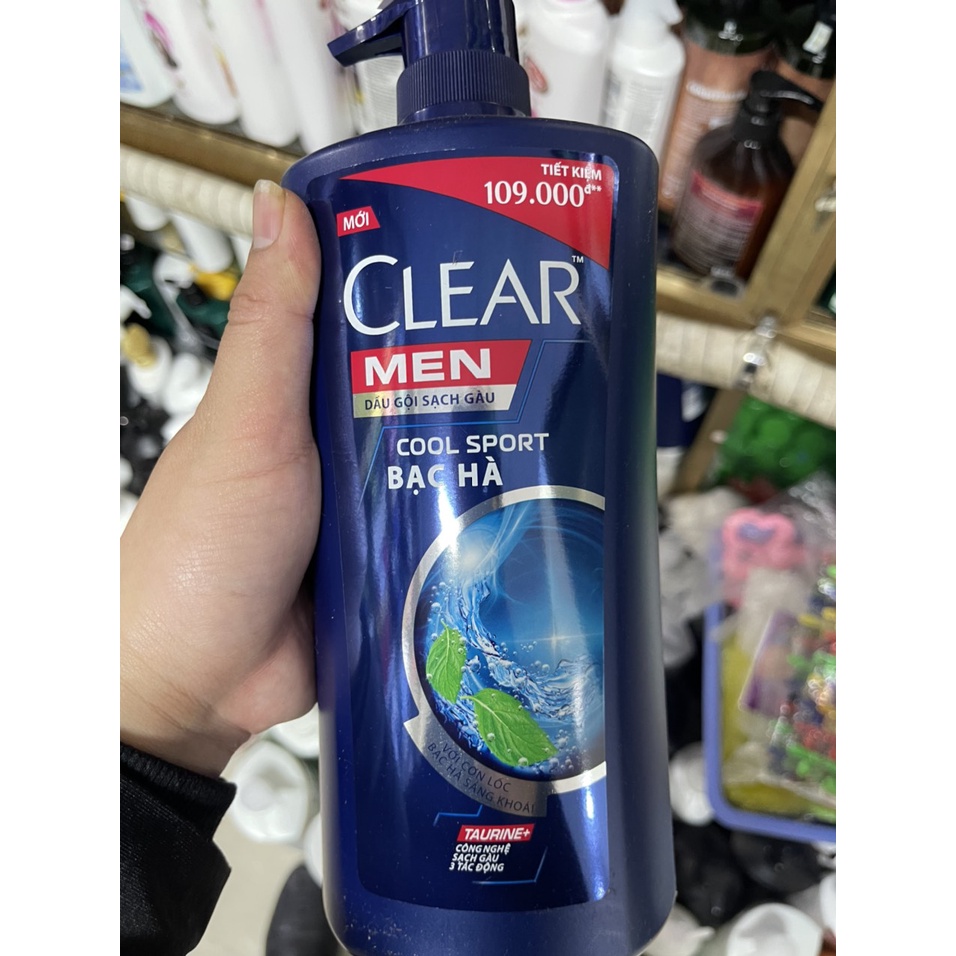 TIẾT KIỆM
109.000đ**
MỚI
CLEAR™
MEN
DẦU GỘI SẠCH GÀU
COOL SPORT
BẠC HÀ
VỚI CƠN LỐC
BẠC HÀ SẢNG KHOÁI
TAURINE+
CÔNG NGHỆ
SẠCH GÀU
3 TÁC ĐỘNG